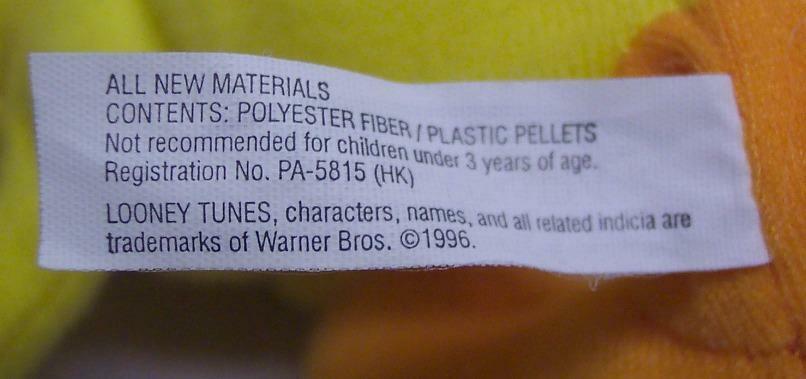 ALL NEW MATERIALS
CONTENTS: POLYESTER FIBER / PLASTIC PELLETS
Not recommended for children under 3 years of age.
Registration No. PA-5815 (HK)
LOONEY TUNES, characters, names, and all related indicia are
trademarks of Warner Bros. ©1996.